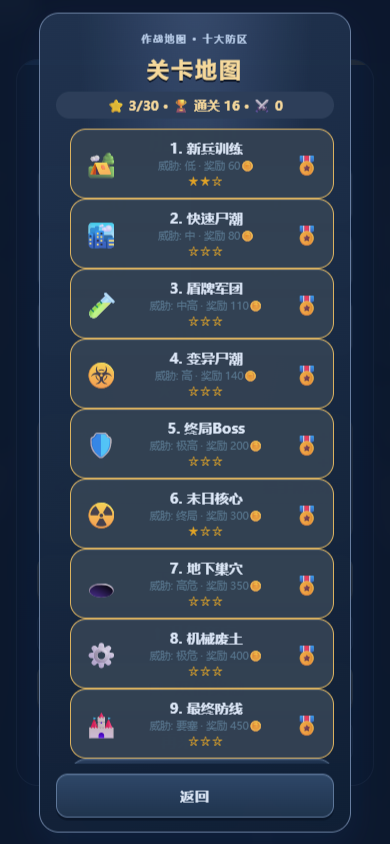 作战地图 • 十大防区
关卡地图
⭐ 3/30 • 🏆 通关 16 • ⚔️ 0
1. 新兵训练
威胁: 低 · 奖励 60
★★☆
2. 快速尸潮
威胁: 中 · 奖励 80
☆☆☆
3. 盾牌军团
威胁: 中高 · 奖励 110
☆☆☆
4. 变异尸潮
威胁: 高 · 奖励 140
☆☆☆
5. 终局Boss
威胁: 极高 · 奖励 200
☆☆☆
6. 末日核心
威胁: 终局 · 奖励 300
★☆☆
7. 地下巢穴
威胁: 高危 · 奖励 350
☆☆☆
8. 机械废土
威胁: 极危 · 奖励 400
☆☆☆
9. 最终防线
威胁: 要塞 · 奖励 450
☆☆☆
返回